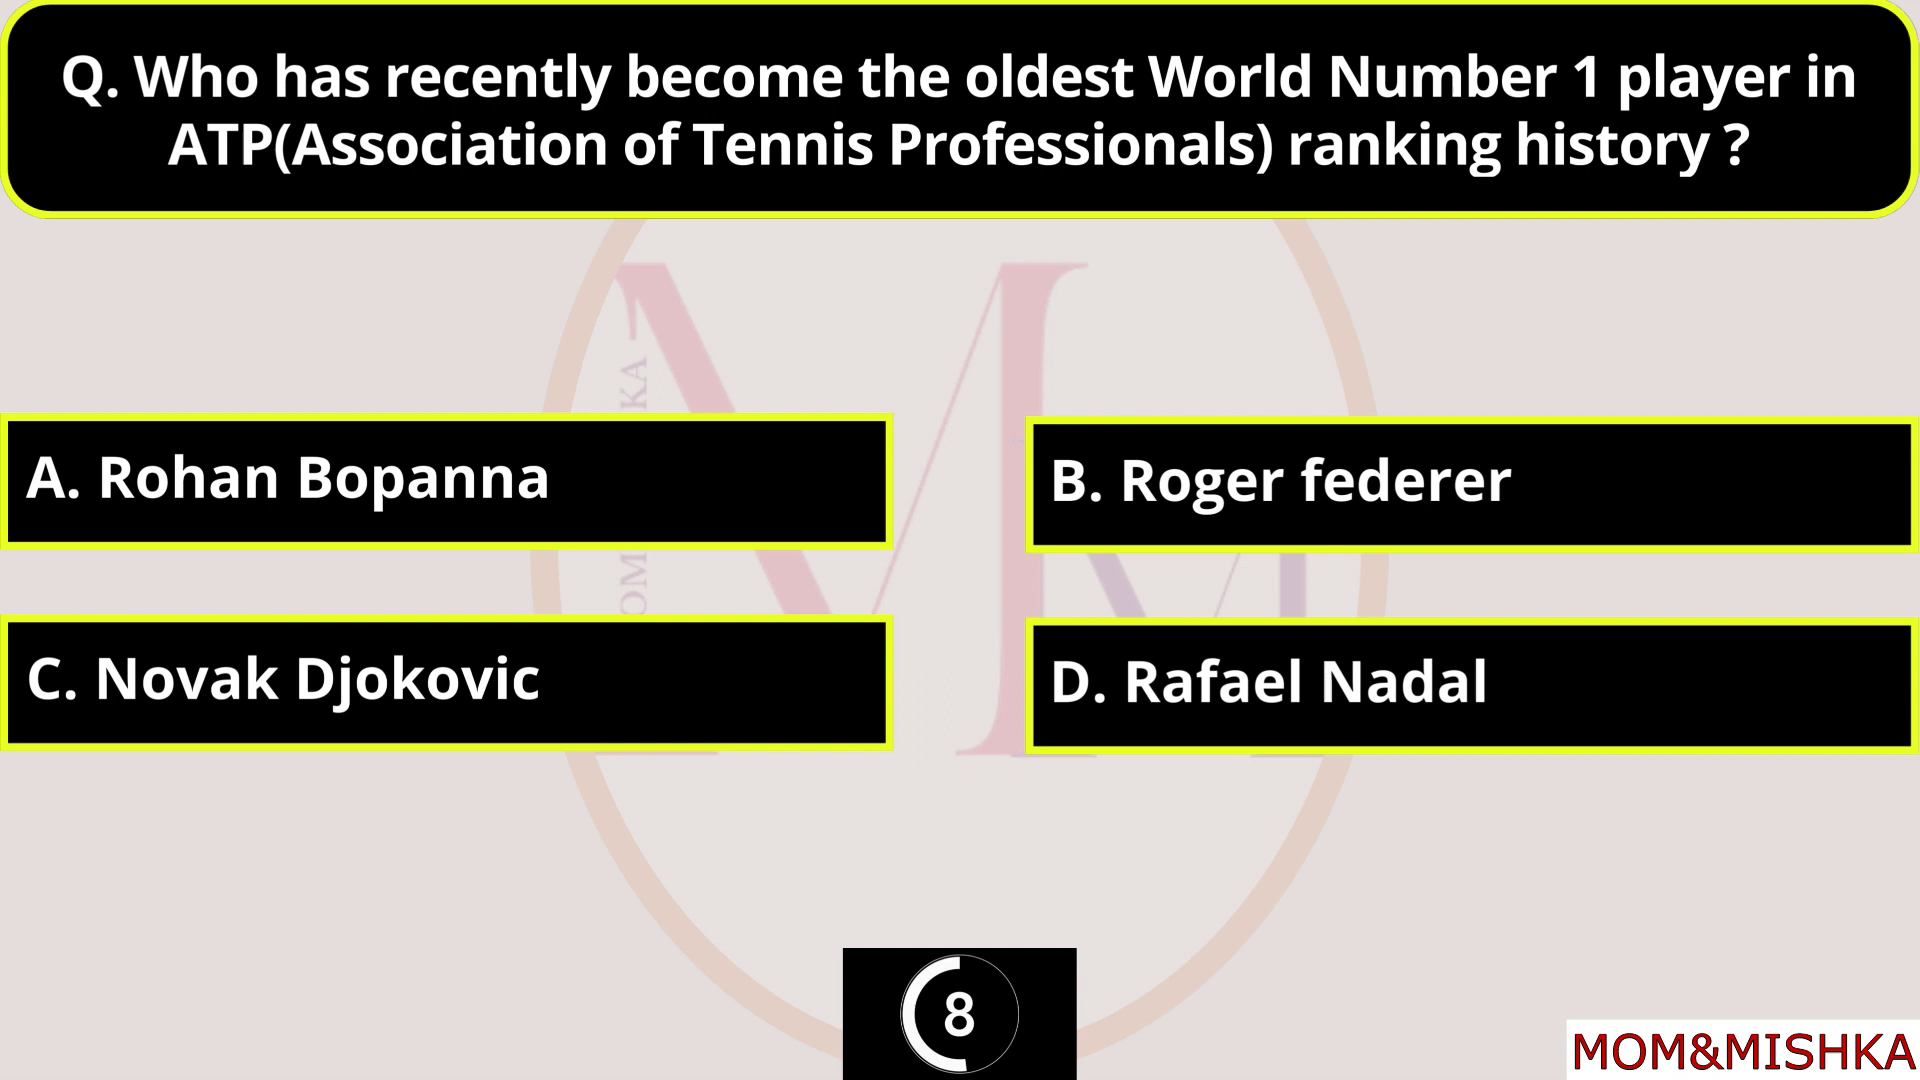 Q. Who has recently become the oldest World Number 1 player in
ATP(Association of Tennis Professionals) ranking history ?
A. Rohan Bopanna
B. Roger federer
C. Novak Djokovic
D. Rafael Nadal
8
MOM&MISHKA